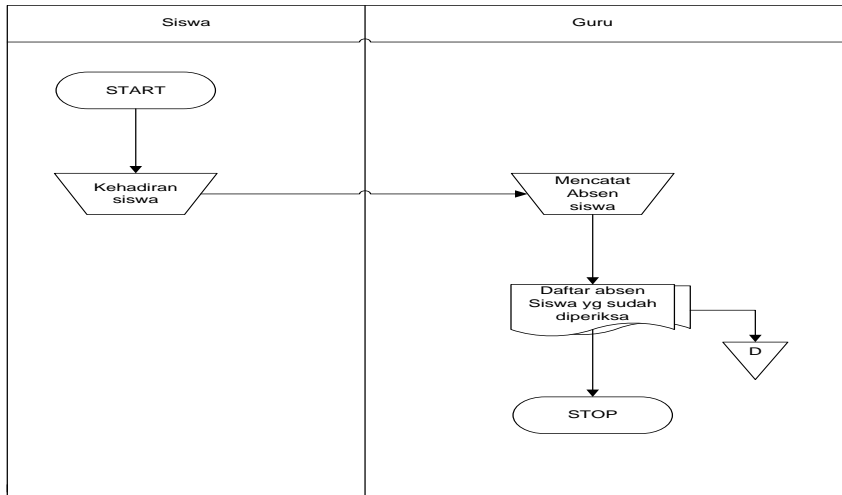 Siswa
Guru
START
Kehadiran
siswa
Mencatat
Absen
siswa
Daftar absen
Siswa yg sudah
diperiksa
D
STOP